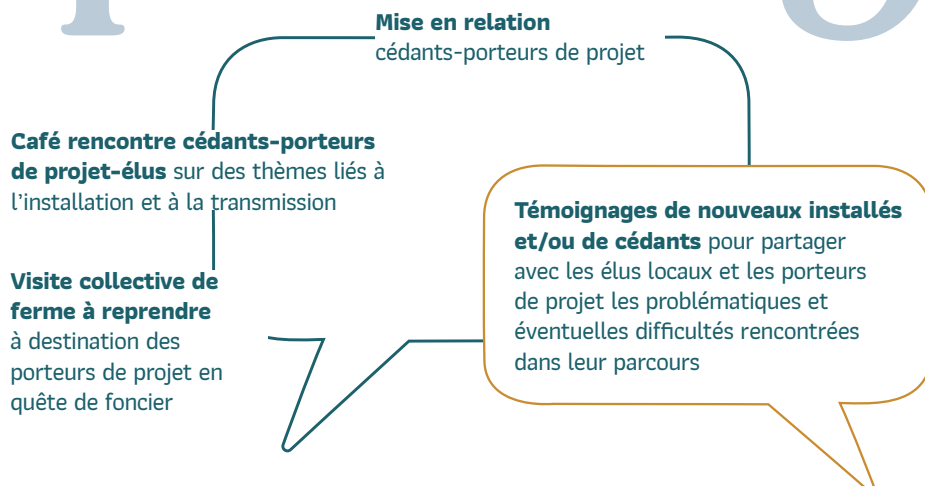 Mise en relation
cédants-porteurs de projet
Café rencontre cédants-porteurs
de projet-élus sur des thèmes liés à
l'installation et à la transmission
Visite collective de
ferme à reprendre
à destination des
porteurs de projet en
quête de foncier
Témoignages de nouveaux installés
et/ou de cédants pour partager
avec les élus locaux et les porteurs
de projet les problématiques et
éventuelles difficultés rencontrées
dans leur parcours